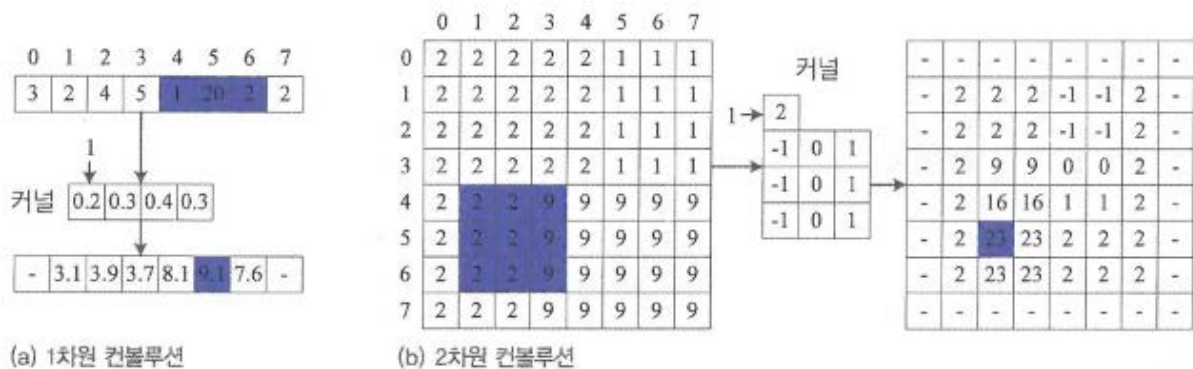 0 1 2 3 4 5 6 7
3 2 4 5 1 20 2 2
1
커널 0.2 0.3 0.4 0.3
- 3.1 3.9 3.7 8.1 9.1 7.6 -
(a) 1차원 컨볼루션
0 1 2 3 4 5 6 7
0 2 2 2 2 2 1 1 1
1 2 2 2 2 2 1 1 1
2 2 2 2 2 2 1 1 1
3 2 2 2 2 2 1 1 1
4 2 2 2 9 9 9 9 9
5 2 2 2 9 9 9 9 9
6 2 2 2 9 9 9 9 9
7 2 2 2 9 9 9 9 9
커널
1 2
-1 0 1
-1 0 1
-1 0 1
- - - - - - - -
- 2 2 2 -1 -1 2 -
- 2 2 2 -1 -1 2 -
- 2 9 9 0 0 2 -
- 2 16 16 1 1 2 -
- 2 23 23 2 2 2 -
- 2 23 23 2 2 2 -
- - - - - - - -
(b) 2차원 컨볼루션